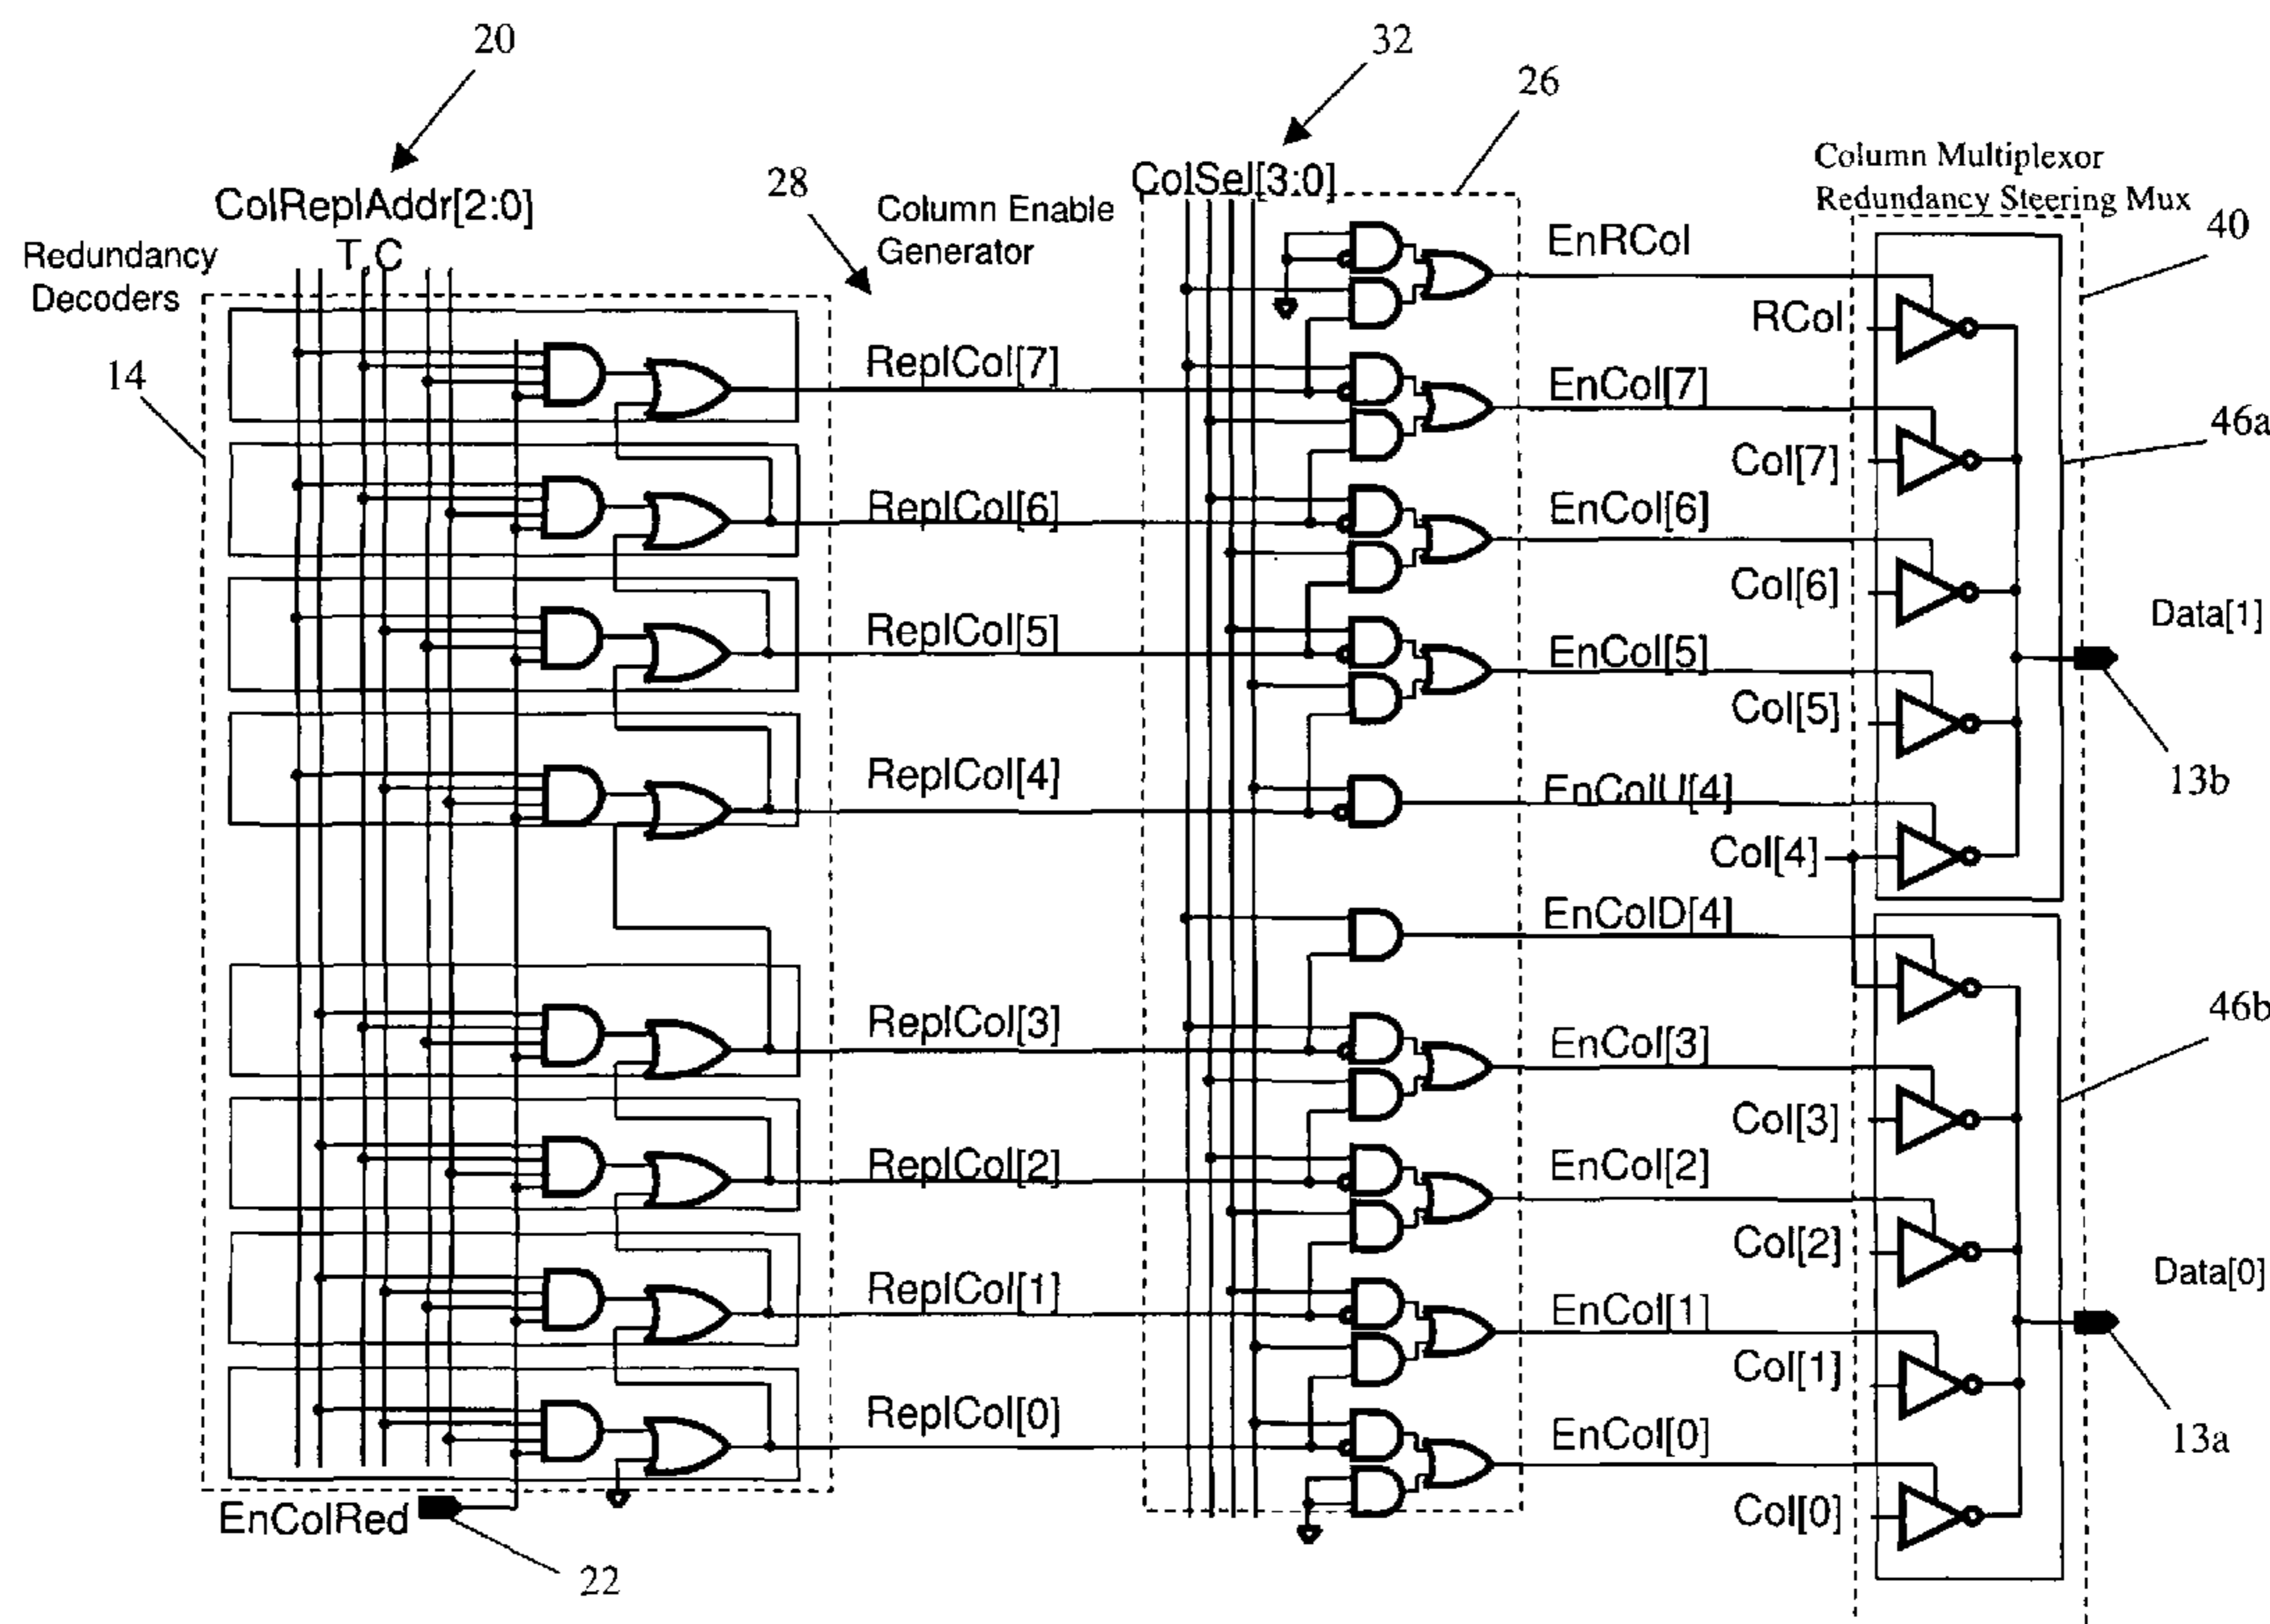 20
32
26
ColReplAddr[2:0]
T,C
Redundancy
Decoders
28
Column Enable
Generator
ColSel[3:0]
Column Multiplexor
Redundancy Steering Mux
40
14
ReplCol[7]
ReplCol[6]
ReplCol[5]
ReplCol[4]
ReplCol[3]
ReplCol[2]
ReplCol[1]
ReplCol[0]
EnColRed
22
EnRCol
RCol
EnCol[7]
Col[7]
EnCol[6]
Col[6]
EnCol[5]
Col[5]
EnColU[4]
Col[4]
EnColD[4]
EnCol[3]
Col[3]
EnCol[2]
Col[2]
EnCol[1]
Col[1]
EnCol[0]
Col[0]
46a
Data[1]
13b
46b
Data[0]
13a